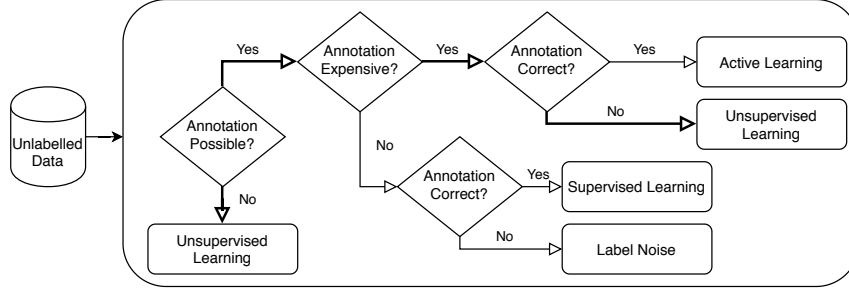 Unlabelled
Data
Annotation
Possible?
Yes
No
Unsupervised
Learning
Annotation
Expensive?
Yes
No
Annotation
Correct?
Yes
Active Learning
No
Unsupervised
Learning
Annotation
Correct?
Yes
Supervised Learning
No
Label Noise